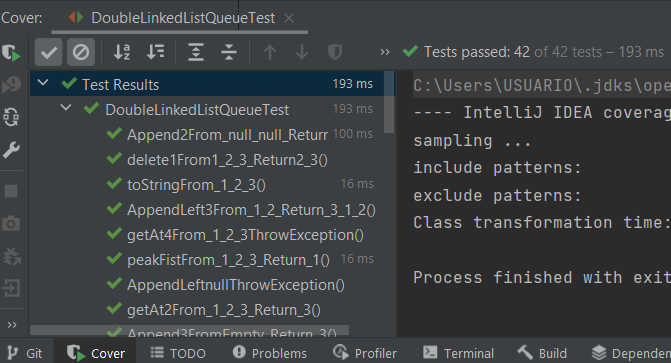 Cover: DoubleLinkedListQueueTest ×
>> Tests passed: 42 of 42 tests – 193 ms
Test Results 193 ms
DoubleLinkedListQueueTest 193 ms
Append2From_null_null_Return 100 ms
delete1From1_2_3_Return2_3()
toStringFrom_1_2_3() 16 ms
AppendLeft3From_1_2_Return_3_1_2()
getAt4From_1_2_3ThrowException()
peakFistFrom_1_2_3_Return_1() 16 ms
AppendLeftnullThrowException()
getAt2From_1_2_3_Return_3()
Append3FromEmpty_Return_3()
C:\Users\USUARIO\.jdks\ope
---- IntelliJ IDEA coverag
sampling ...
include patterns:
exclude patterns:
Class transformation time:
Process finished with exit
>>
Git Cover TODO Problems Profiler Terminal Build Depende